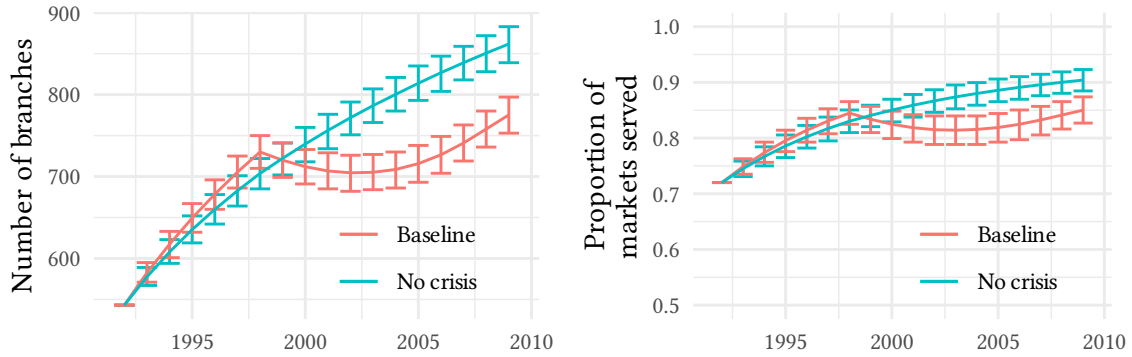 Number of branches
900
800
700
600
1995
2000
2005
2010
Baseline
No crisis
Proportion of
markets served
1.0
0.9
0.8
0.7
0.6
0.5
1995
2000
2005
2010
Baseline
No crisis